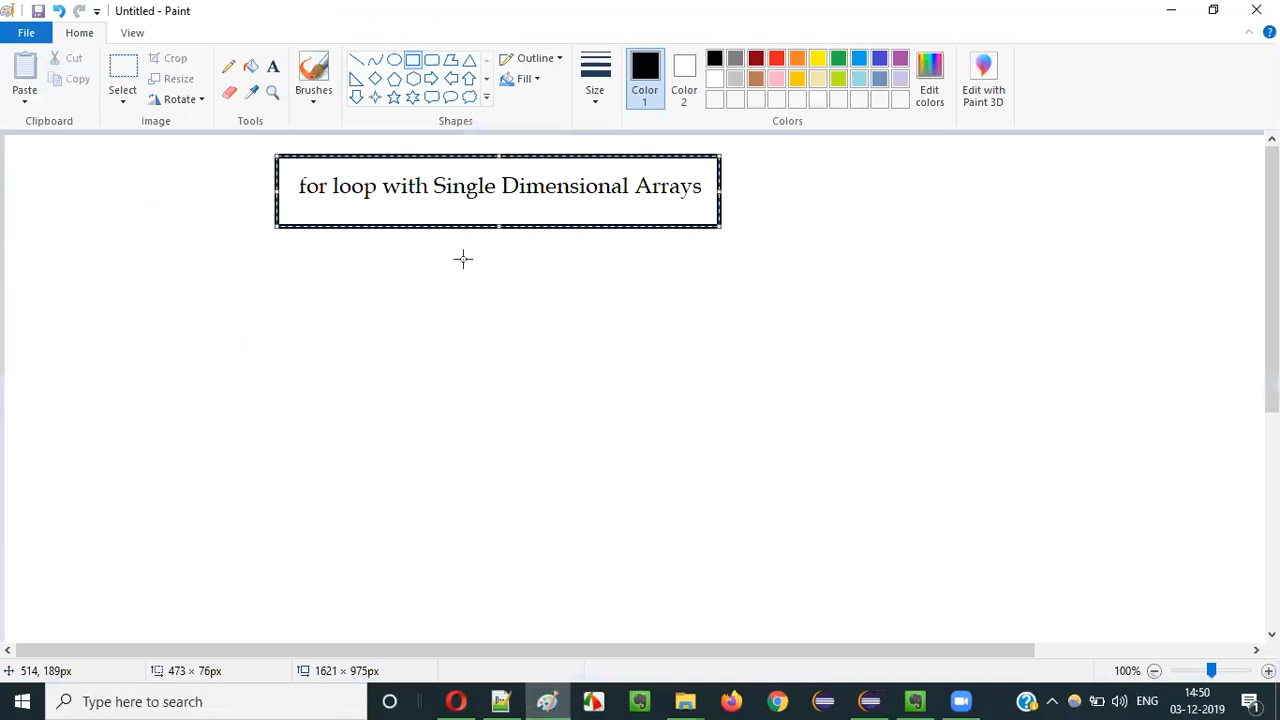 Untitled - Paint
File
Home
View
Paste
Cut
Copy
Clipboard
Select
Crop
Resize
Rotate
Image
Tools
Brushes
Shapes
Outline
Fill
Size
Color 1
Color 2
Edit colors
Edit with Paint 3D
Colors
for loop with Single Dimensional Arrays
514, 189px
473 × 76px
1621 × 975px
100%
Type here to search
ENG
14:50
03-12-2019
1